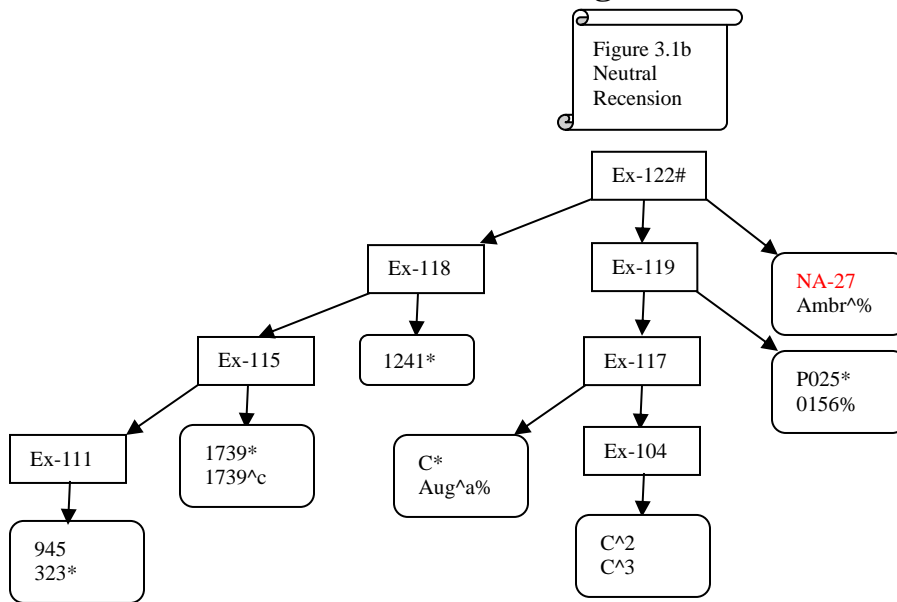 Figure 3.1b
Neutral
Recension
Ex-122#
Ex-118
Ex-119
NA-27
Ambr^%
Ex-115
1241*
Ex-117
P025*
0156%
Ex-111
1739*
1739^c
C*
Aug^a%
Ex-104
945
323*
C^2
C^3